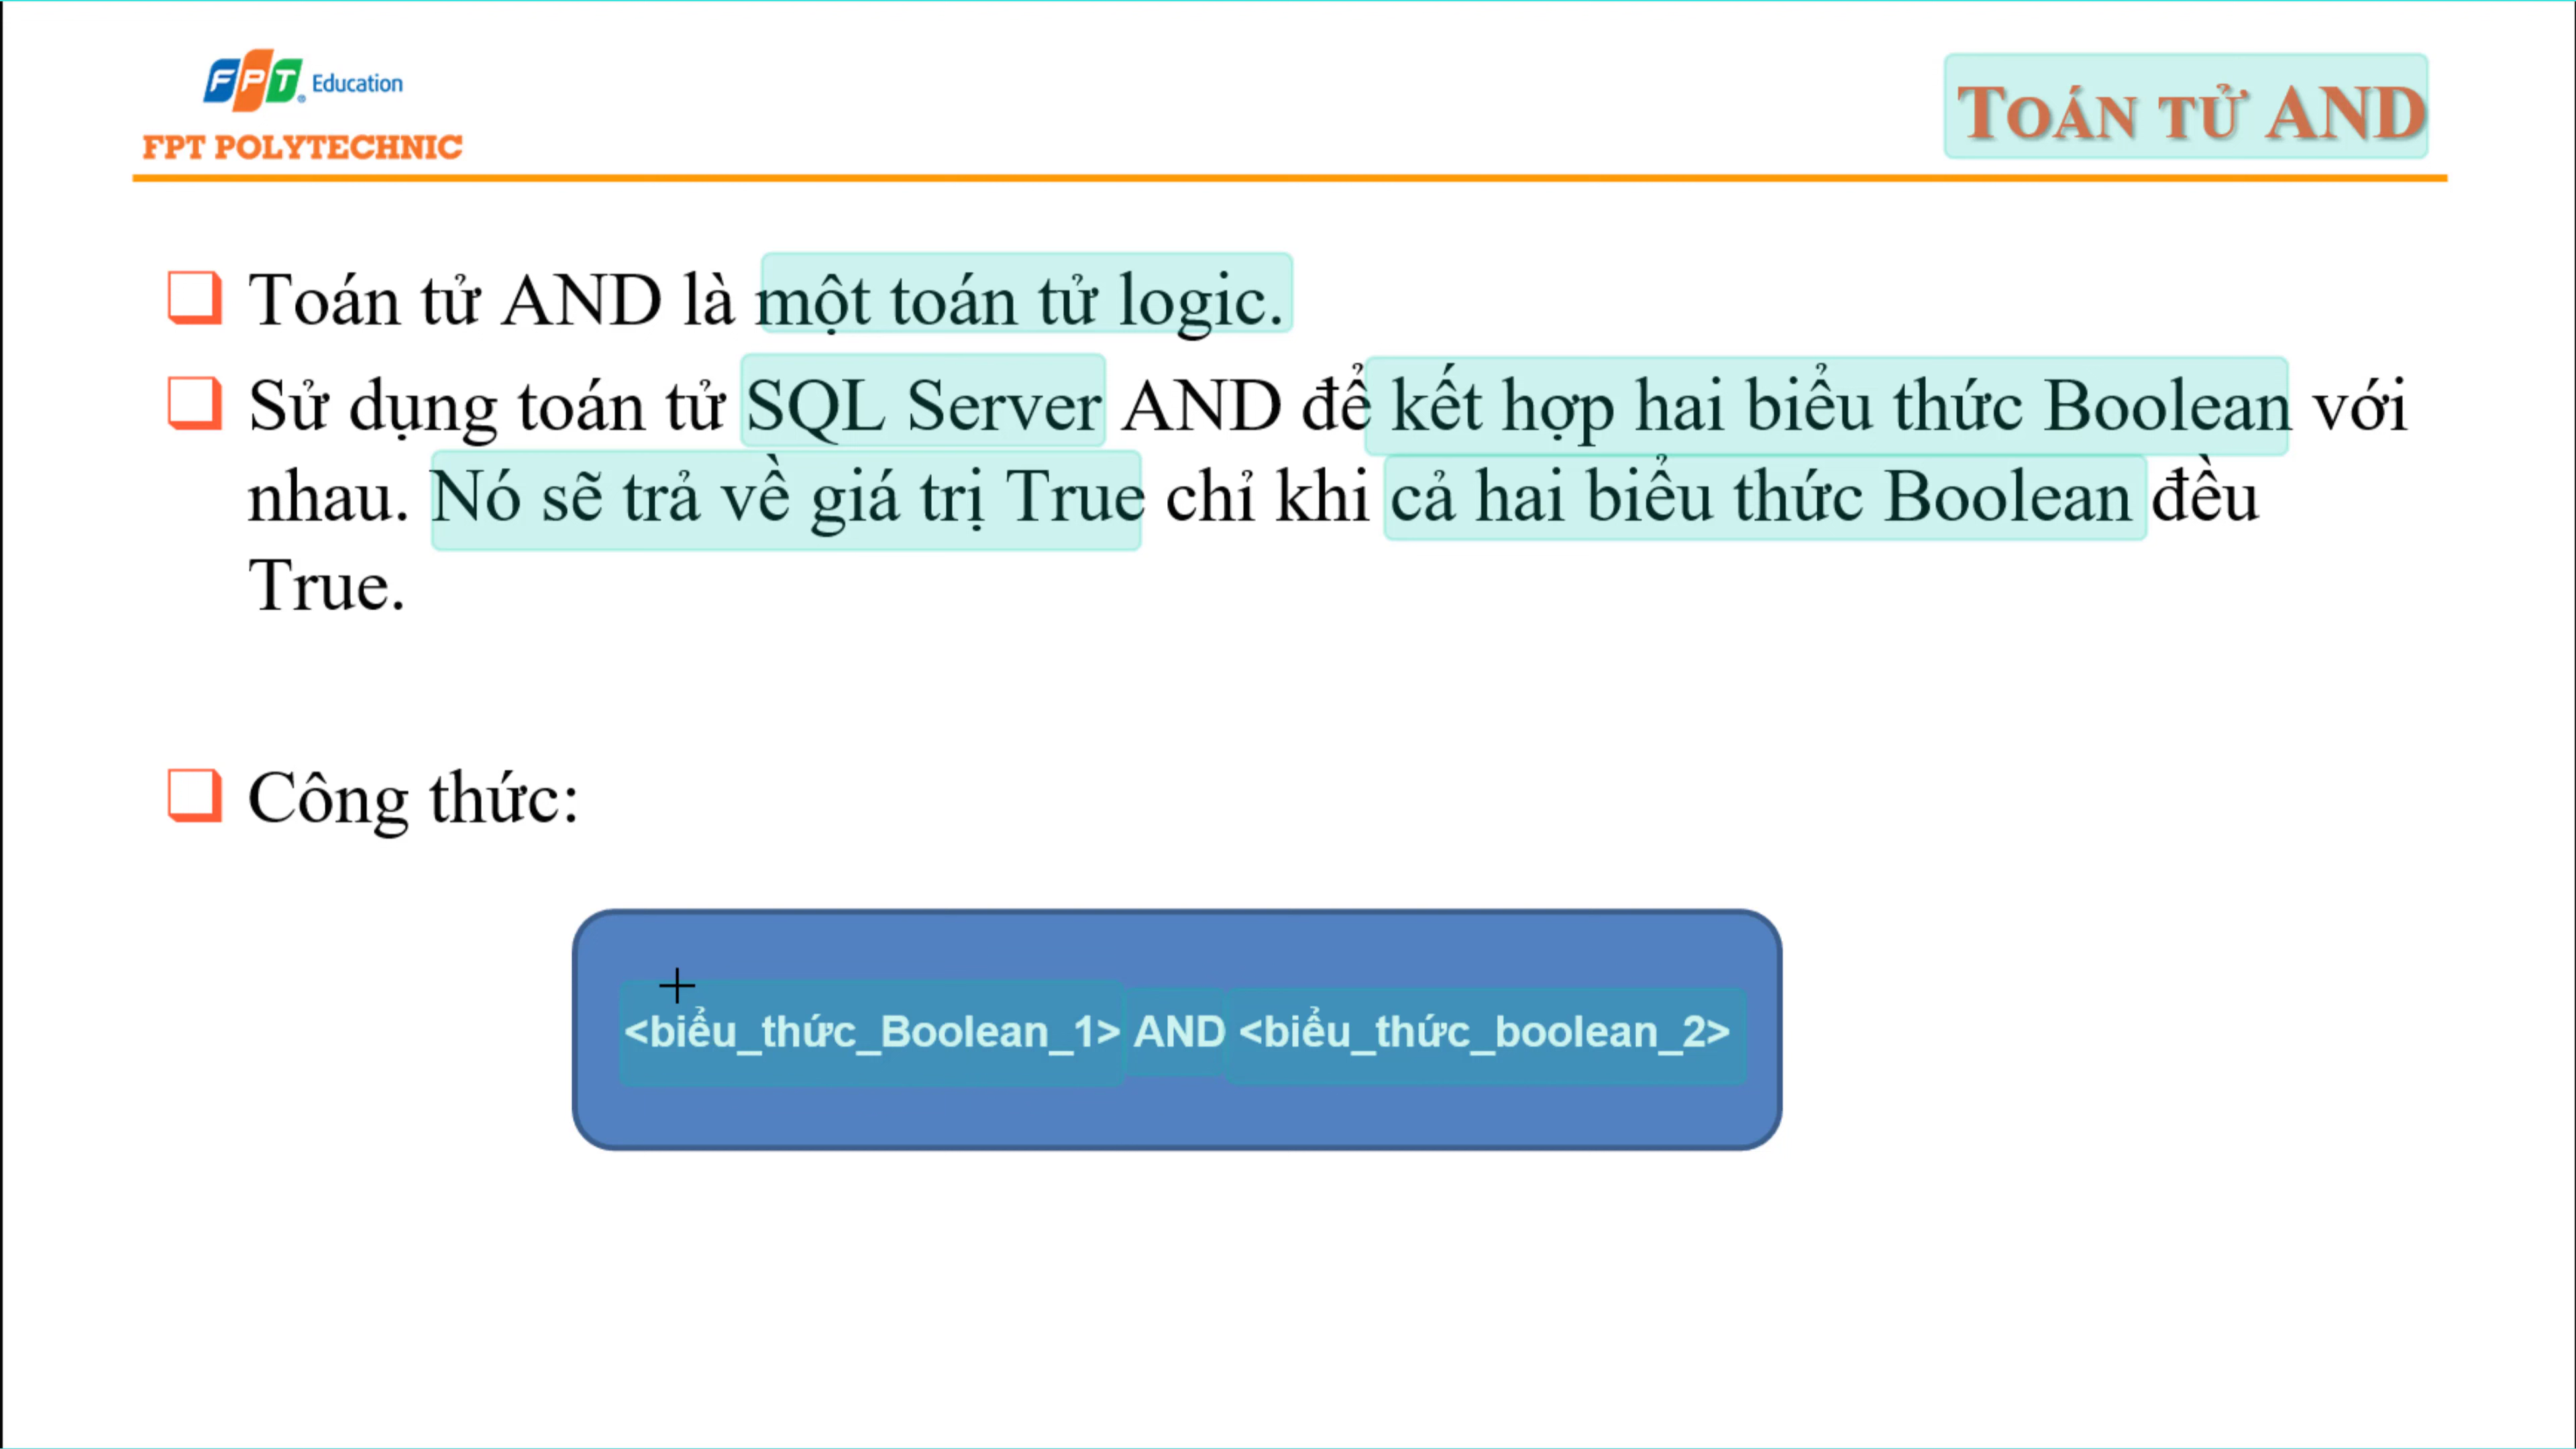 FPT Education
FPT POLYTECHNIC
TOÁN TỬ AND
Toán tử AND là một toán tử logic.
Sử dụng toán tử SQL Server AND để kết hợp hai biểu thức Boolean với
nhau. Nó sẽ trả về giá trị True chỉ khi cả hai biểu thức Boolean đều
True.
Công thức:
<biểu_thức_Boolean_1> AND <biểu_thức_boolean_2>